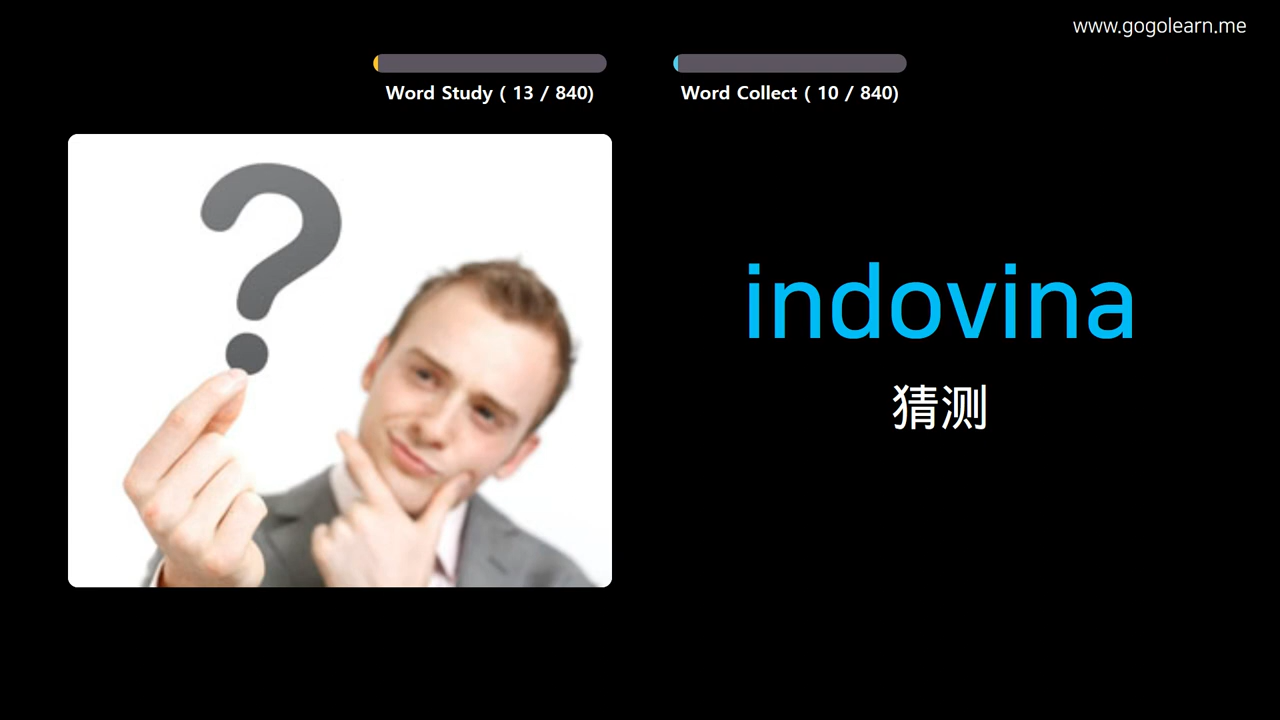 www.gogolearn.me
Word Study ( 13 / 840)
Word Collect ( 10 / 840)
?
indovina
猜测